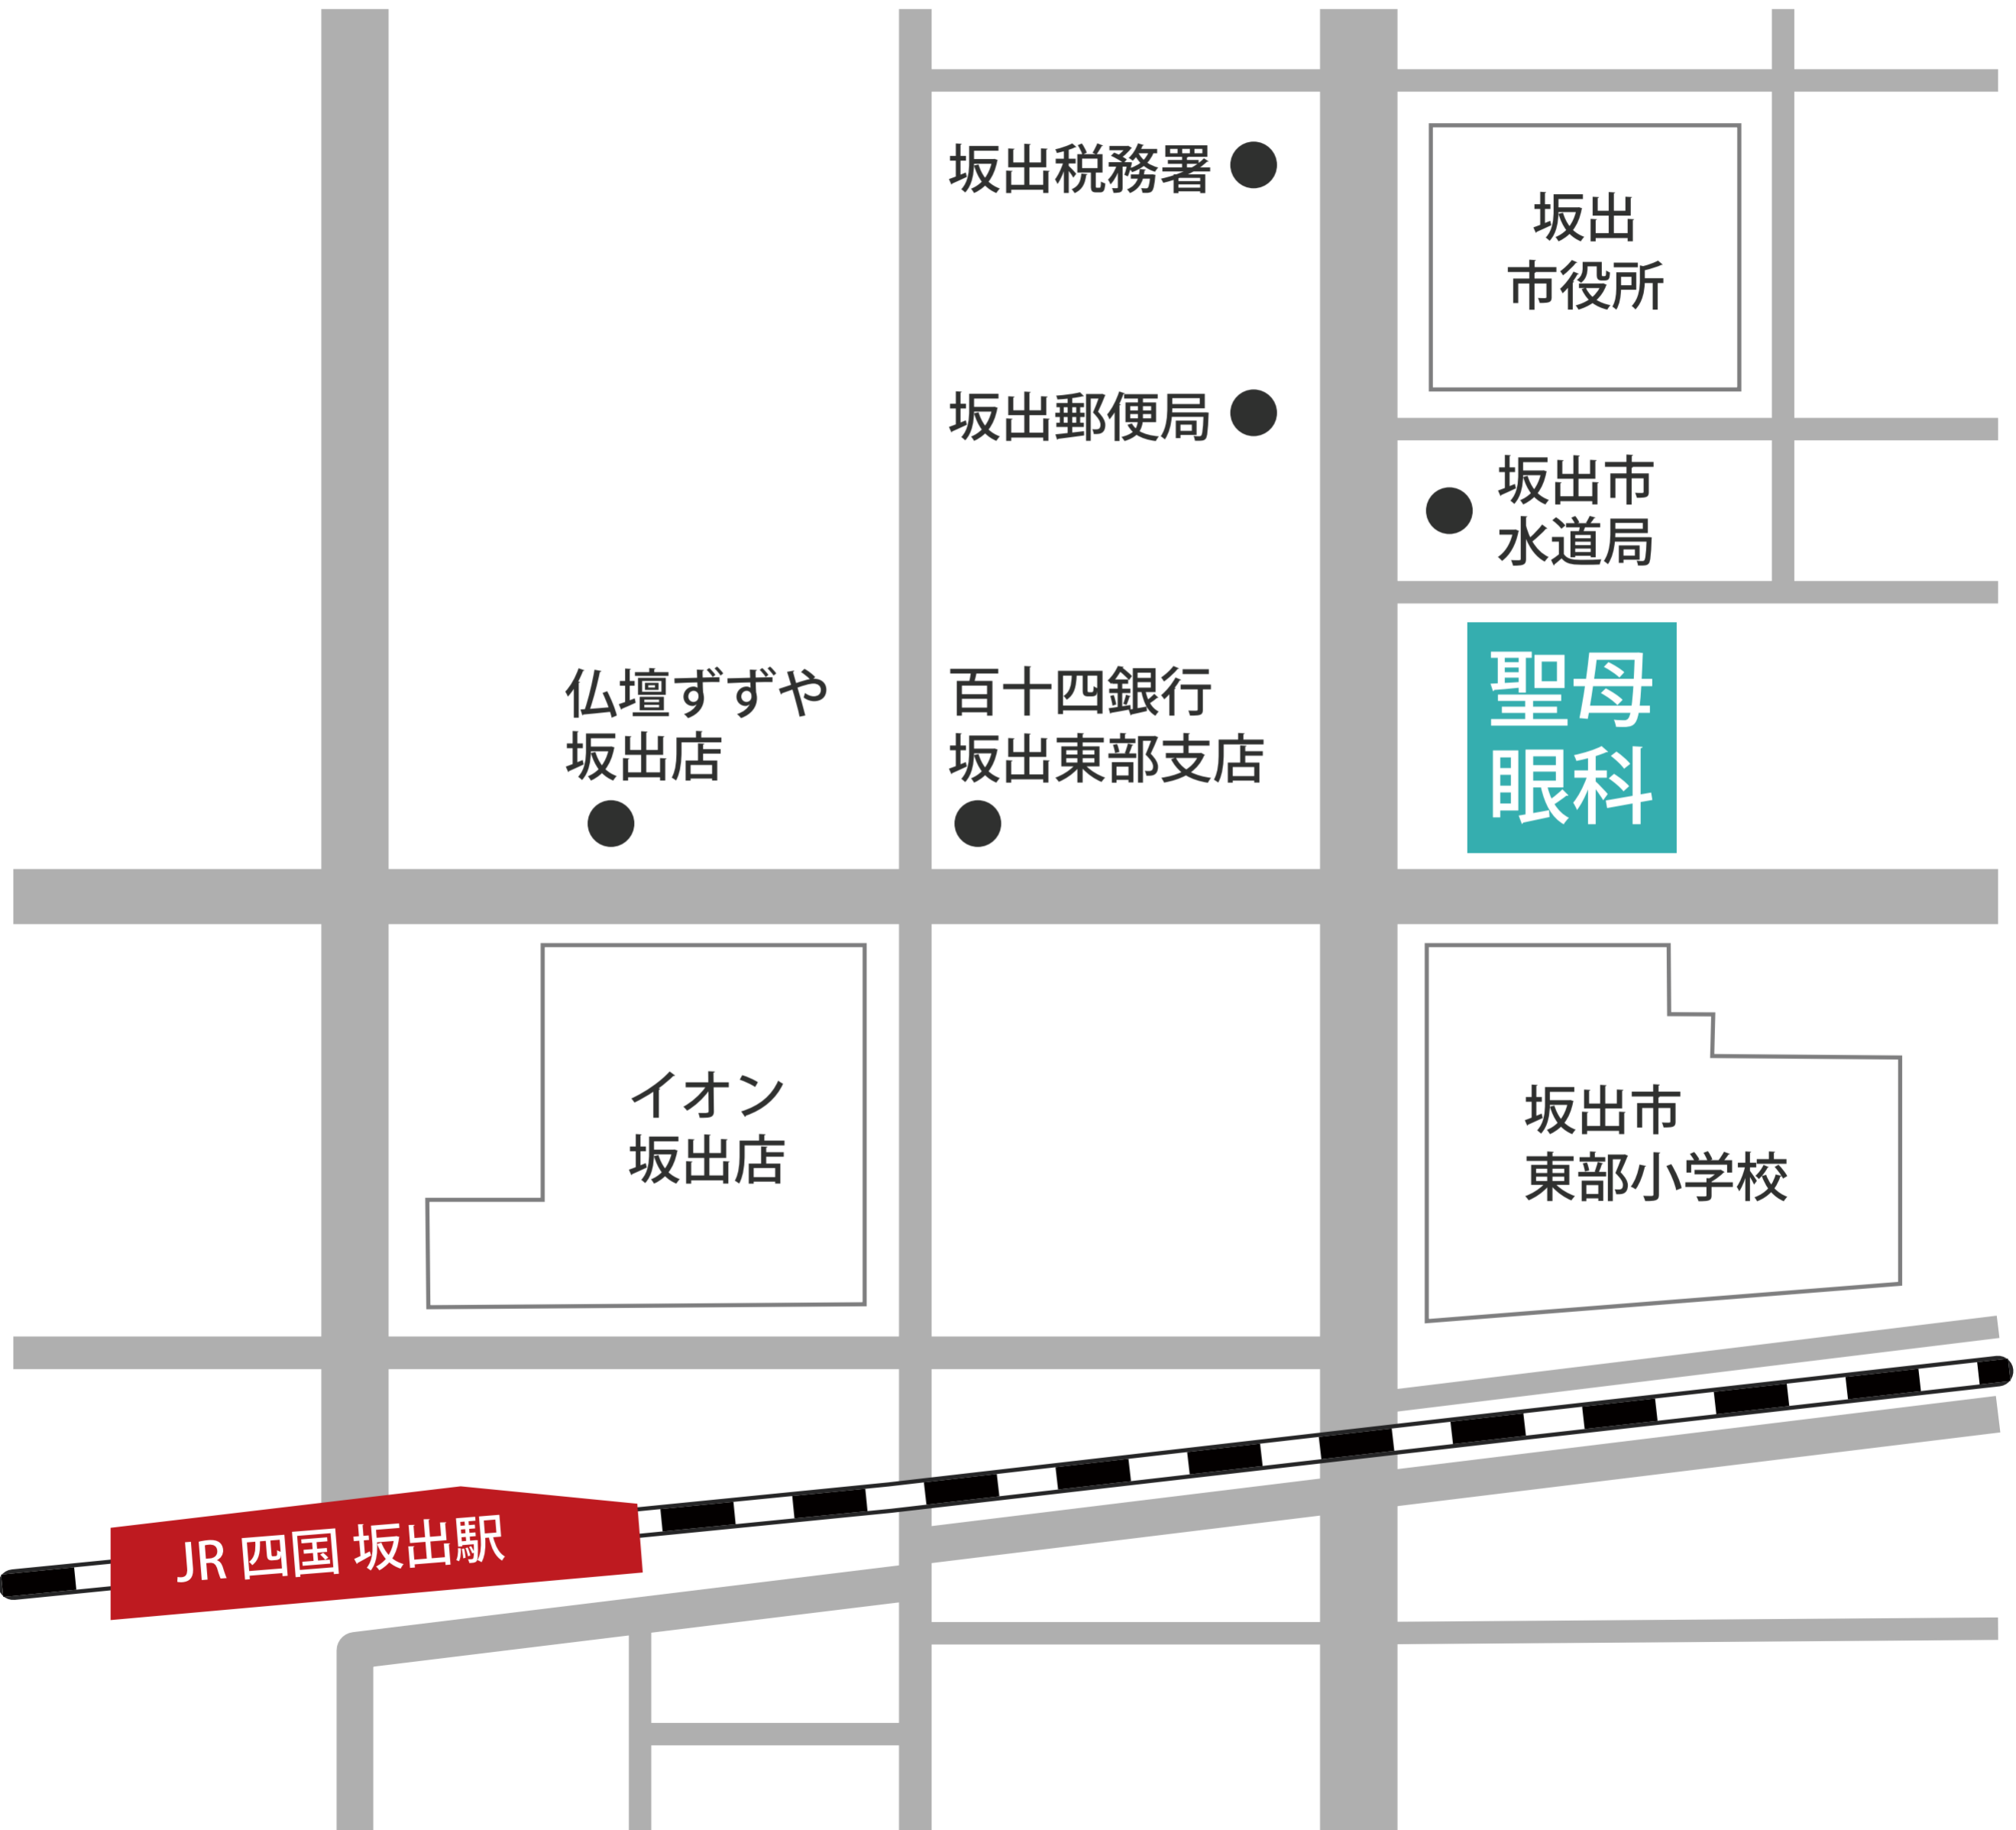 坂出税務署
坂出
市役所
坂出郵便局
坂出市
水道局
仏壇ずずや
坂出店
百十四銀行
坂出東部支店
聖母
眼科
イオン
坂出店
坂出市
東部小学校
JR 四国 坂出駅